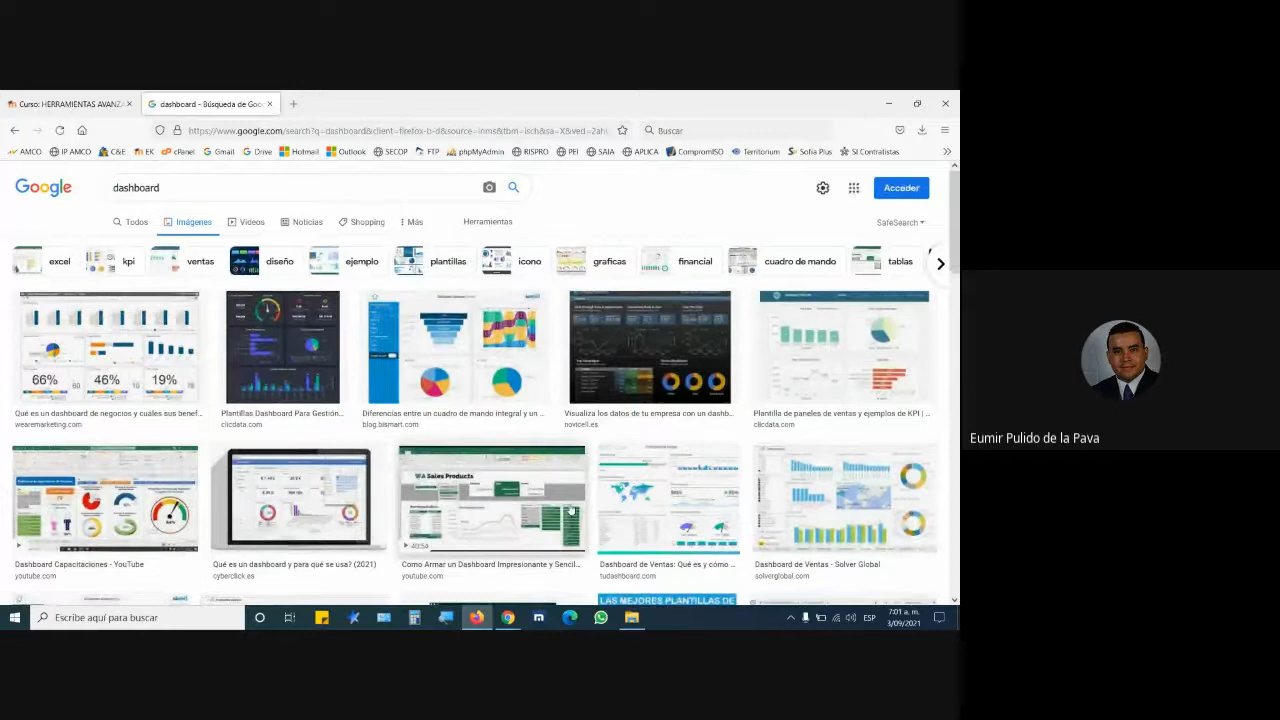 Curso: HERRAMIENTAS AVANZA
dashboard - Búsqueda de Goo
https://www.google.com/search?q=dashboard&client=firefox-b-d&source=lnms&tbm=isch&sa=X&ved=2ahl
Buscar
AMCO IP AMCO C&E EK cPanel Gmail Drive Hotmail Outlook SECOP FTP phpMyAdmin RISPRO PEI SAIA APLICA CompromISO Territorium Sofia Plus SI Contratistas
Google dashboard Acceder
Todos Imágenes Vídeos Noticias Shopping Más Herramientas SafeSearch
excel kpi ventas diseño ejemplo plantillas icono graficas financial cuadro de mando tablas
66% 46% 19%
Qué es un dashboard de negocios y cuáles sus benef...
wearemarketing.com
Plantillas Dashboard Para Gestión...
clicdata.com
Diferencias entre un cuadro de mando integral y un ...
blog.bismart.com
Visualiza los datos de tu empresa con un dashb...
novicell.es
Plantilla de paneles de ventas y ejemplos de KPI | ...
clicdata.com
WA Sales Products
40:54
Dashboard Capacitaciones - YouTube
youtube.com
Qué es un dashboard y para qué se usa? (2021)
cyberclick.es
Como Armar un Dashboard Impresionante y Sencil...
youtube.com
Dashboard de Ventas: Qué es y cómo ...
tudashboard.com
Dashboard de Ventas - Solver Global
solverglobal.com
LAS MEJORES PLANTILLAS DE
Escribe aquí para buscar
ESP
7:01 a. m.
3/09/2021
Eumir Pulido de la Pava